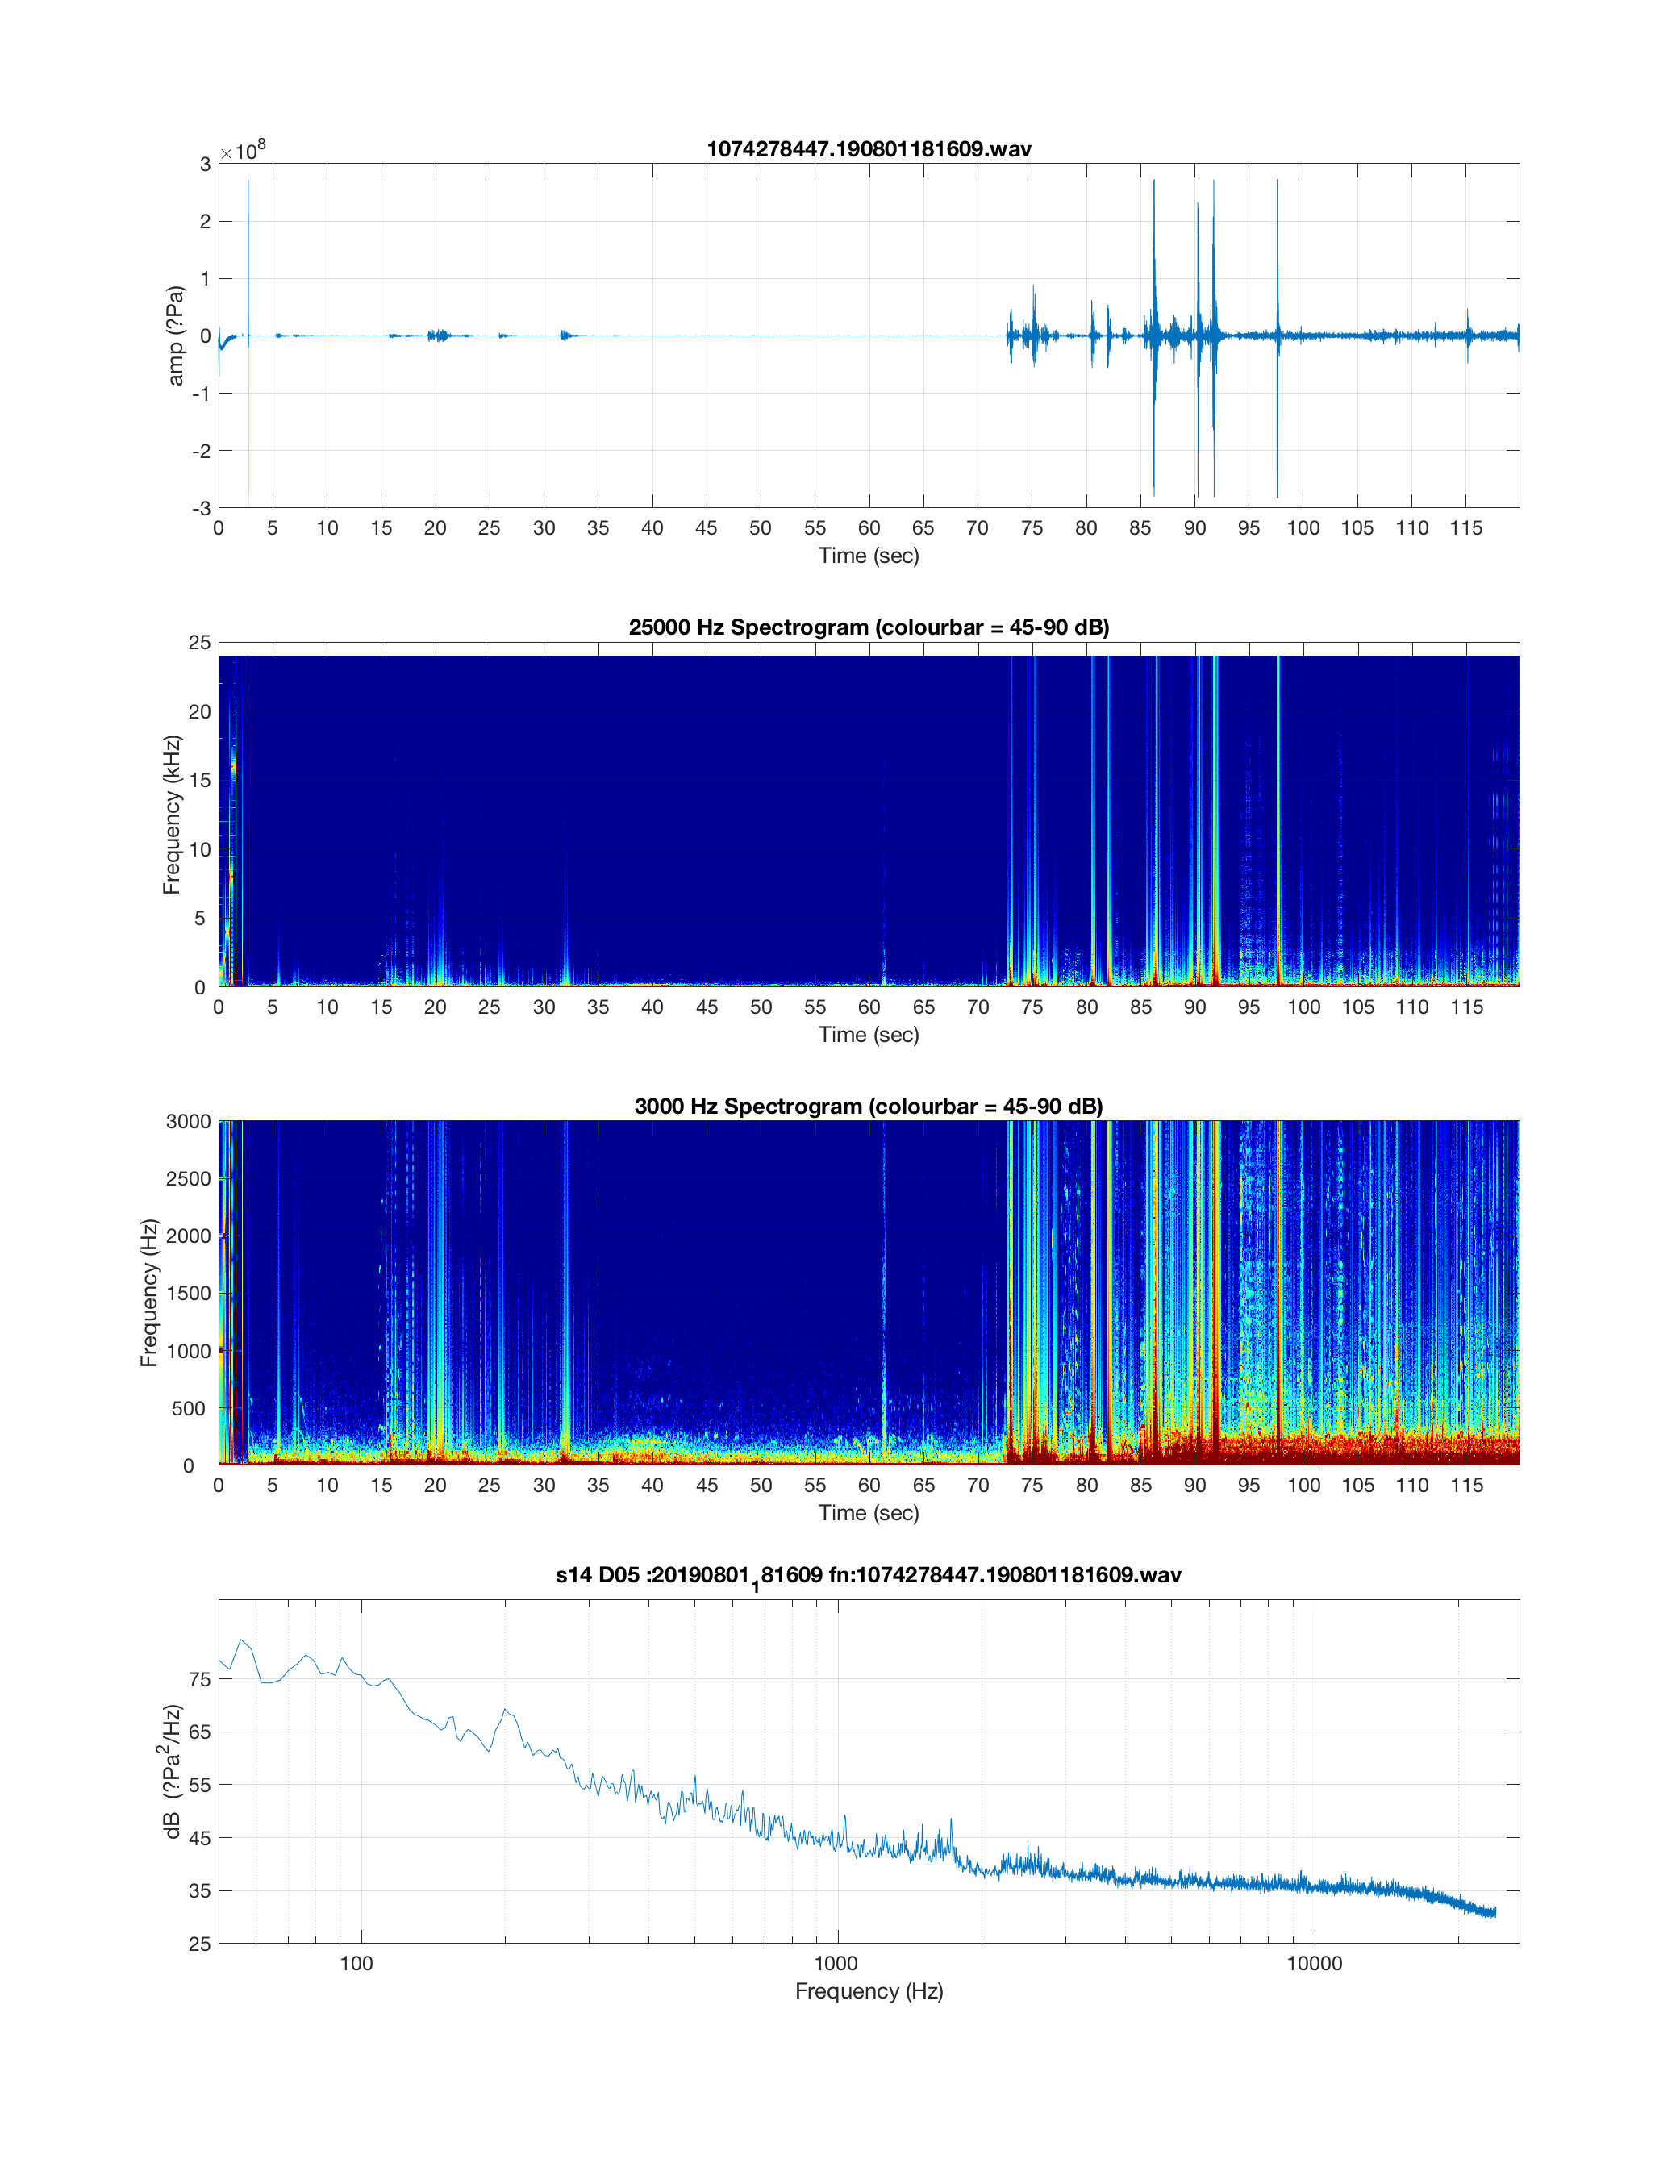 1074278447.190801181609.wav
×10^8
3
2
1
0
-1
-2
-3
amp (?Pa)
0 5 10 15 20 25 30 35 40 45 50 55 60 65 70 75 80 85 90 95 100 105 110 115
Time (sec)
25000 Hz Spectrogram (colourbar = 45-90 dB)
25
20
15
10
5
0
Frequency (kHz)
0 5 10 15 20 25 30 35 40 45 50 55 60 65 70 75 80 85 90 95 100 105 110 115
Time (sec)
3000 Hz Spectrogram (colourbar = 45-90 dB)
3000
2500
2000
1500
1000
500
0
Frequency (Hz)
0 5 10 15 20 25 30 35 40 45 50 55 60 65 70 75 80 85 90 95 100 105 110 115
Time (sec)
s14 D05 :20190801_181609 fn:1074278447.190801181609.wav
75
65
55
45
35
25
dB (?Pa^2/Hz)
100 1000 10000
Frequency (Hz)